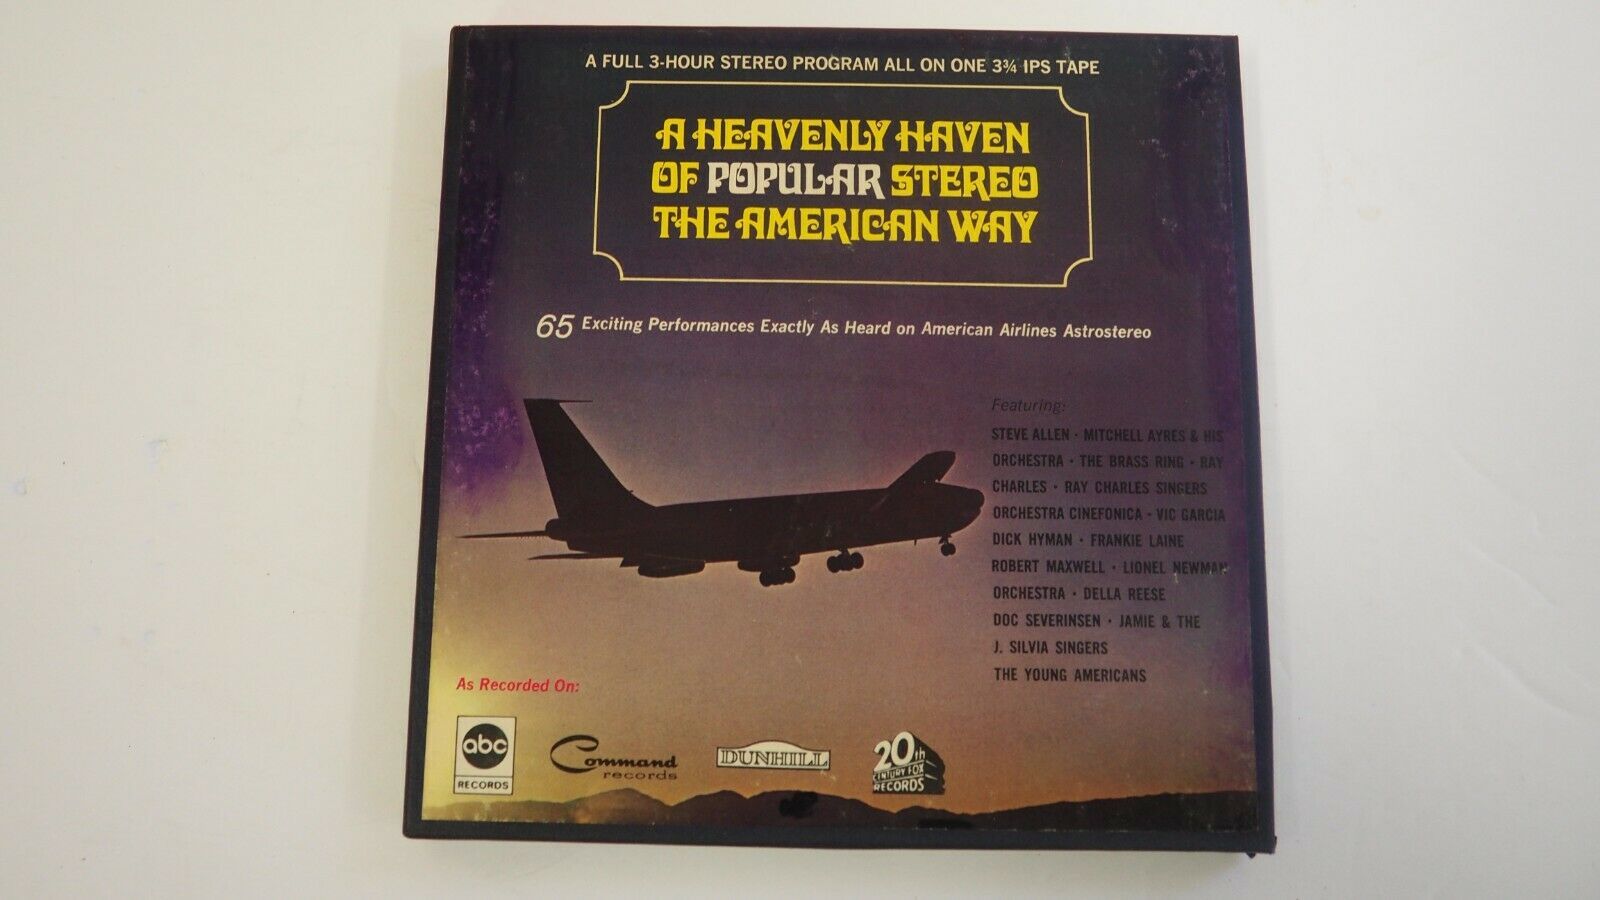 A FULL 3-HOUR STEREO PROGRAM ALL ON ONE 3¾ IPS TAPE
A HEAVENLY HAVEN
OF POPULAR STEREO
THE AMERICAN WAY
65 Exciting Performances Exactly As Heard on American Airlines Astrostereo
Featuring:
STEVE ALLEN · MITCHELL AYRES & HIS
ORCHESTRA · THE BRASS RING · RAY
CHARLES · RAY CHARLES SINGERS
ORCHESTRA CINEFONICA · VIC GARCIA
DICK HYMAN · FRANKIE LAINE
ROBERT MAXWELL · LIONEL NEWMAN
ORCHESTRA · DELLA REESE
DOC SEVERINSEN · JAMIE & THE
J. SILVIA SINGERS
THE YOUNG AMERICANS
As Recorded On:
abc
RECORDS
Command
records
DUNHILL
20th
CENTURY FOX
RECORDS